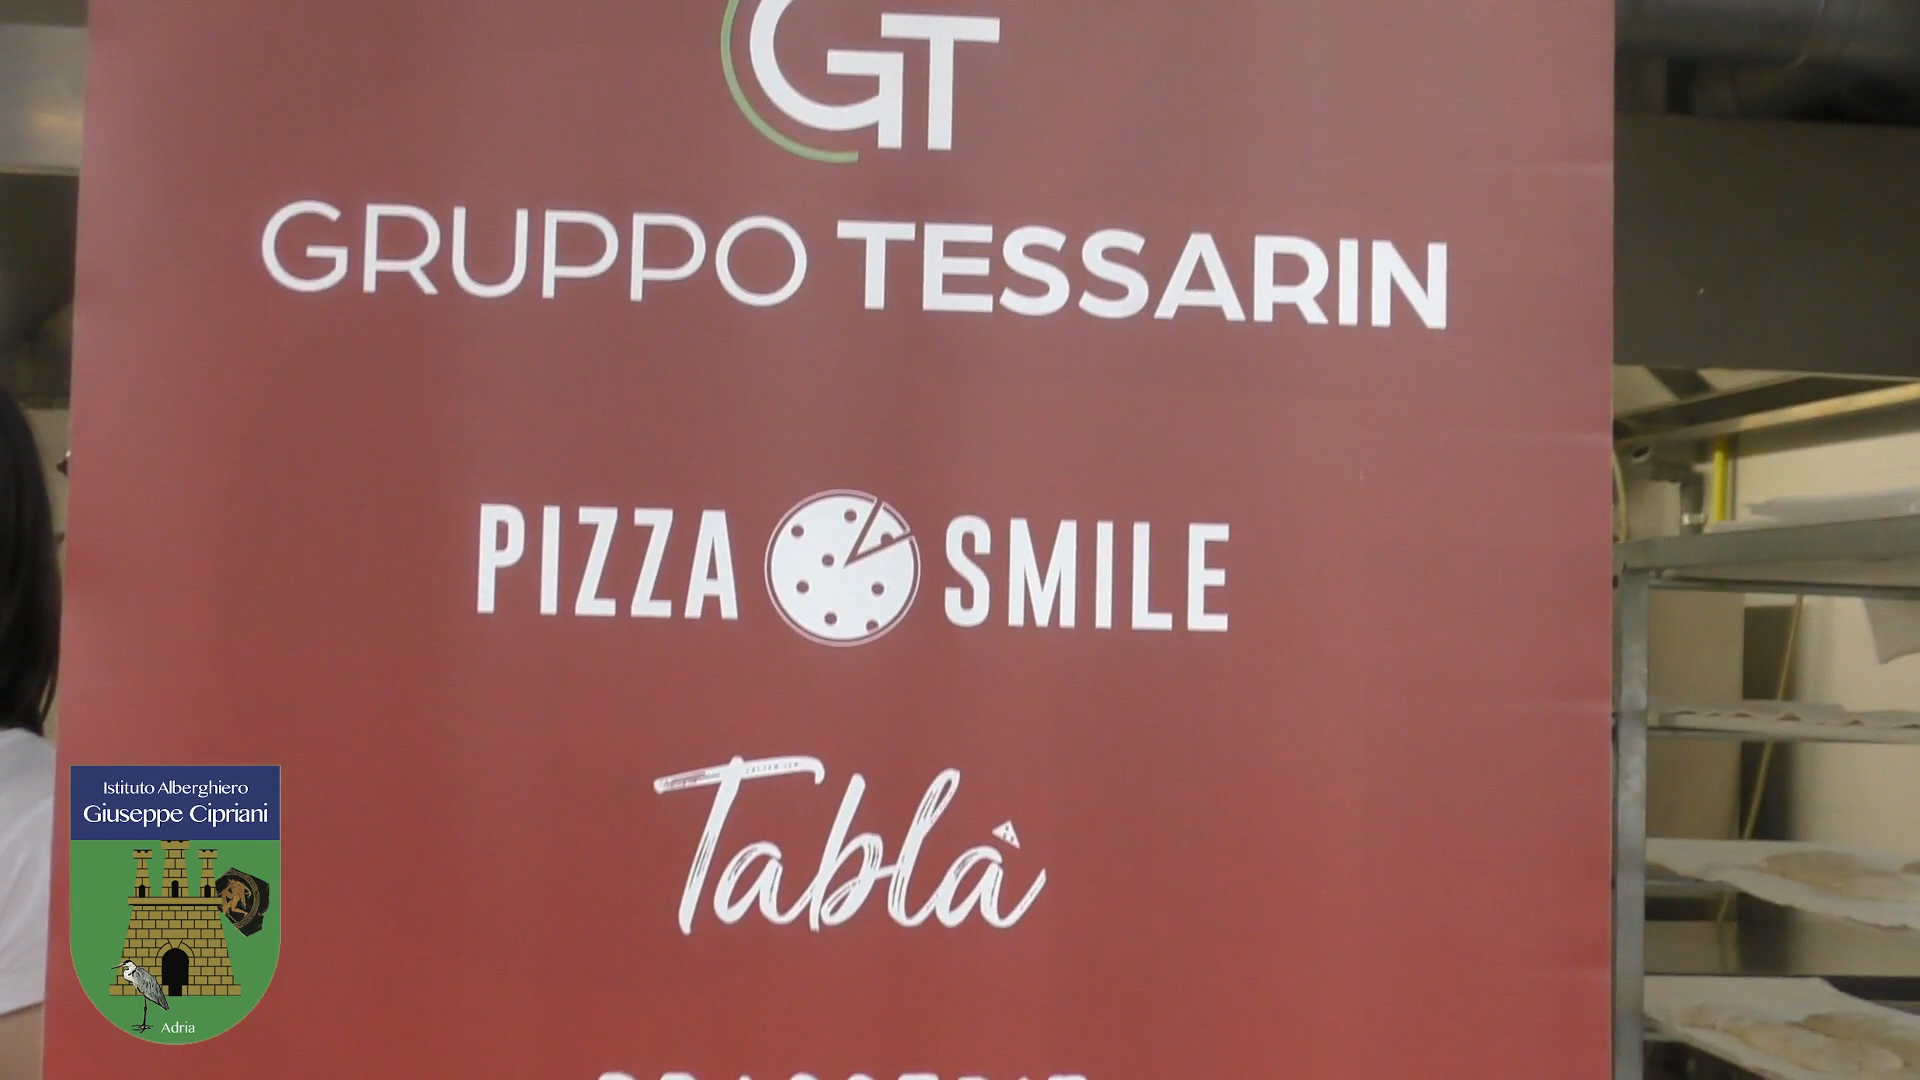 GT
GRUPPO TESSARIN
PIZZA SMILE
Tablâ
Istituto Alberghiero
Giuseppe Cipriani
Adria